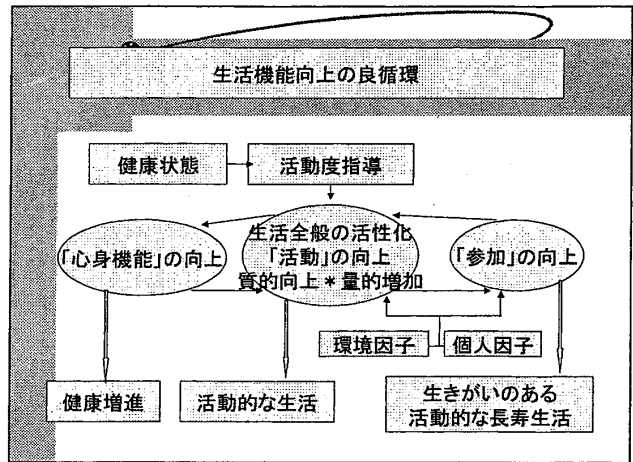 生活機能向上の良循環
健康状態
活動度指導
「心身機能」の向上
生活全般の活性化
「活動」の向上
質的向上*量的増加
「参加」の向上
環境因子
個人因子
健康増進
活動的な生活
生きがいのある
活動的な長寿生活